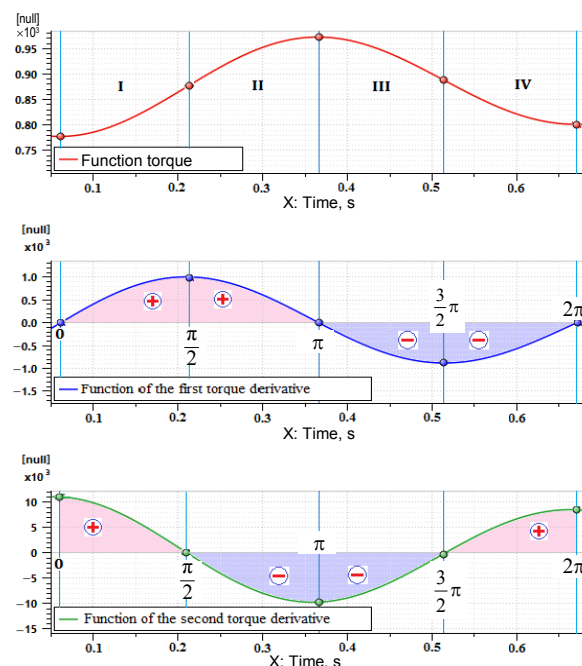 [null]
x10³
0.95
0.90
0.85
0.80
0.75
I II III IV
Function torque
0.1 0.2 0.3 0.4 0.5 0.6
X: Time, s
[null]
x10³
1.0
0.5
0.0
−0.5
−1.0
−1.5
+ + − −
0 π/2 π 3/2 π 2π
Function of the first torque derivative
0.1 0.2 0.3 0.4 0.5 0.6
X: Time, s
[null]
x10³
10
5
0
−5
−10
−15
+ − − +
0 π/2 π 3/2 π 2π
Function of the second torque derivative
0.1 0.2 0.3 0.4 0.5 0.6
X: Time, s